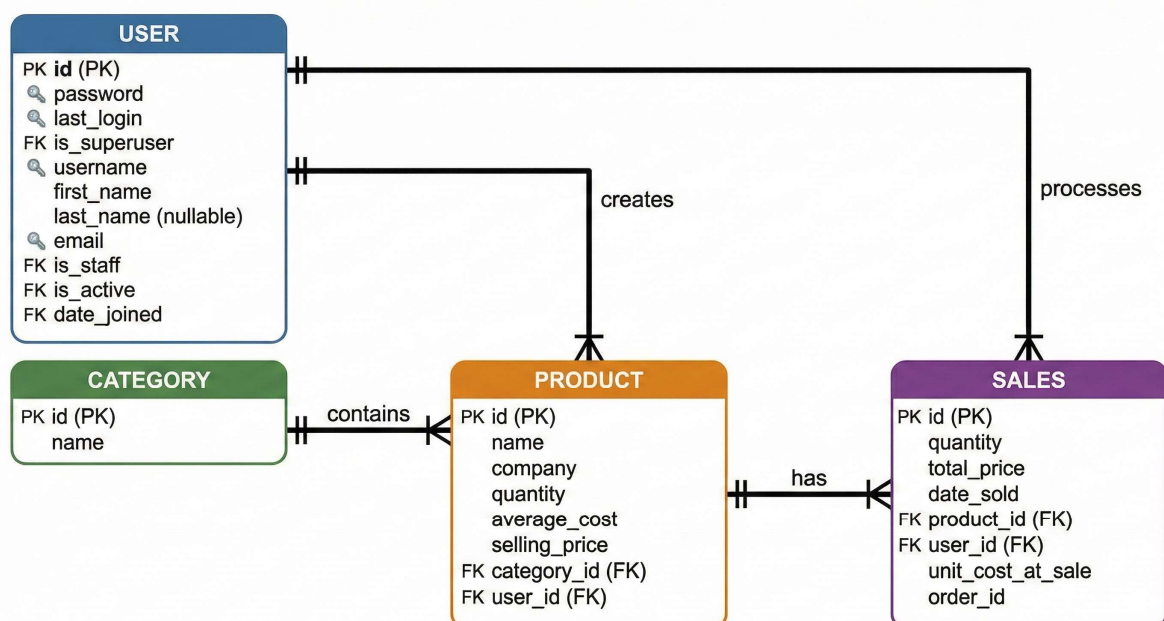 USER
PK id (PK)
password
last_login
FK is_superuser
username
first_name
last_name (nullable)
email
FK is_staff
FK is_active
FK date_joined
creates
processes
CATEGORY
PK id (PK)
name
contains
PRODUCT
PK id (PK)
name
company
quantity
average_cost
selling_price
FK category_id (FK)
FK user_id (FK)
has
SALES
PK id (PK)
quantity
total_price
date_sold
FK product_id (FK)
FK user_id (FK)
unit_cost_at_sale
order_id